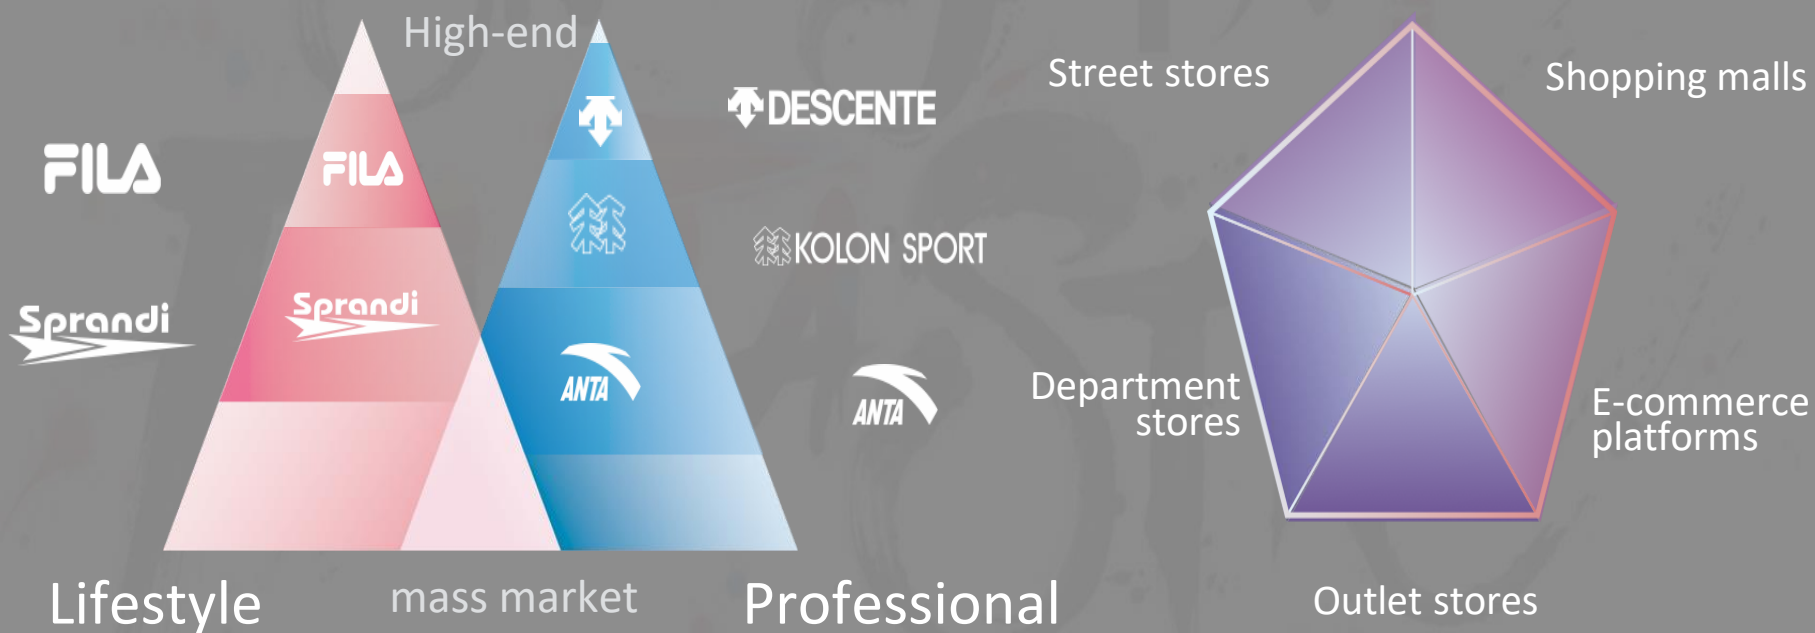 High-end
FILA
FILA
Sprandi
Sprandi
DESCENTE
KOLON SPORT
ANTA
ANTA
Lifestyle
mass market
Professional
Street stores
Shopping malls
Department
stores
E-commerce
platforms
Outlet stores